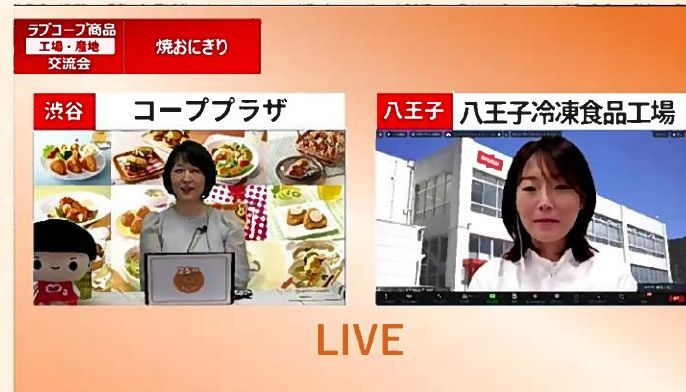 ラブコープ商品
工場・産地
交流会
焼おにぎり
渋谷
コーププラザ
八王子
八王子冷凍食品工場
LIVE